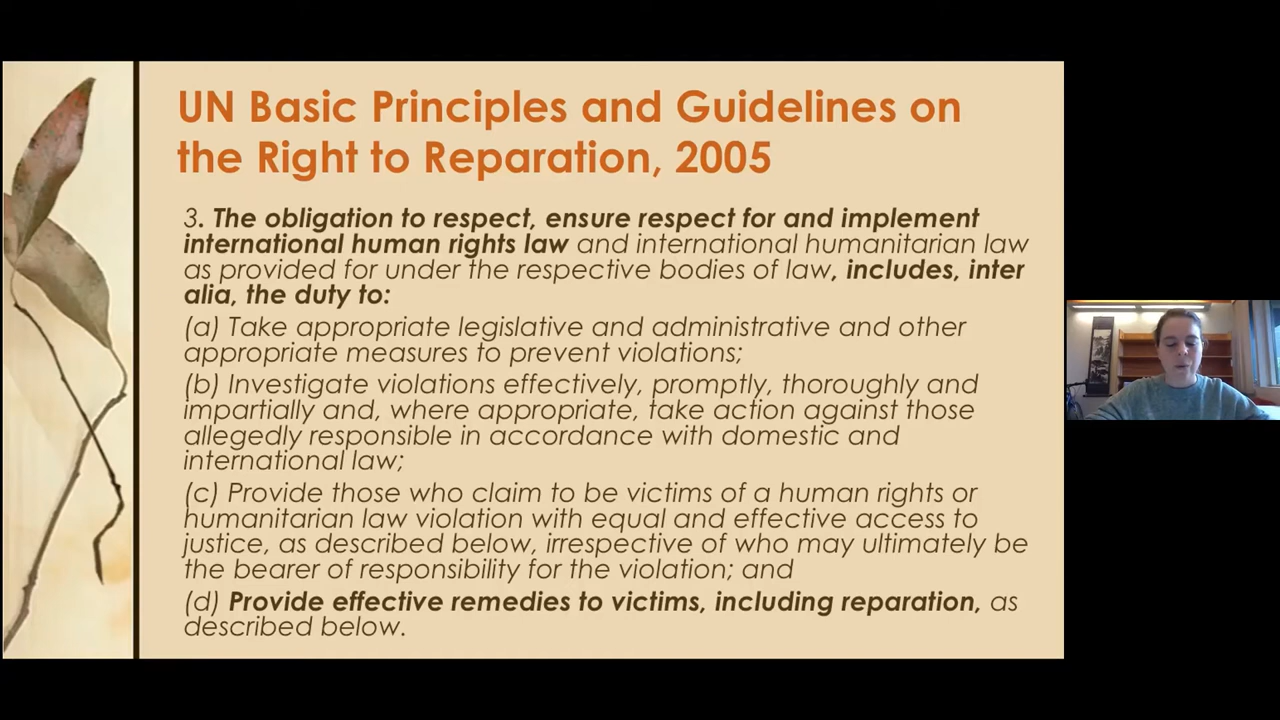 UN Basic Principles and Guidelines on
the Right to Reparation, 2005
3. The obligation to respect, ensure respect for and implement
international human rights law and international humanitarian law
as provided for under the respective bodies of law, includes, inter
alia, the duty to:
(a) Take appropriate legislative and administrative and other
appropriate measures to prevent violations;
(b) Investigate violations effectively, promptly, thoroughly and
impartially and, where appropriate, take action against those
allegedly responsible in accordance with domestic and
international law;
(c) Provide those who claim to be victims of a human rights or
humanitarian law violation with equal and effective access to
justice, as described below, irrespective of who may ultimately be
the bearer of responsibility for the violation; and
(d) Provide effective remedies to victims, including reparation, as
described below.